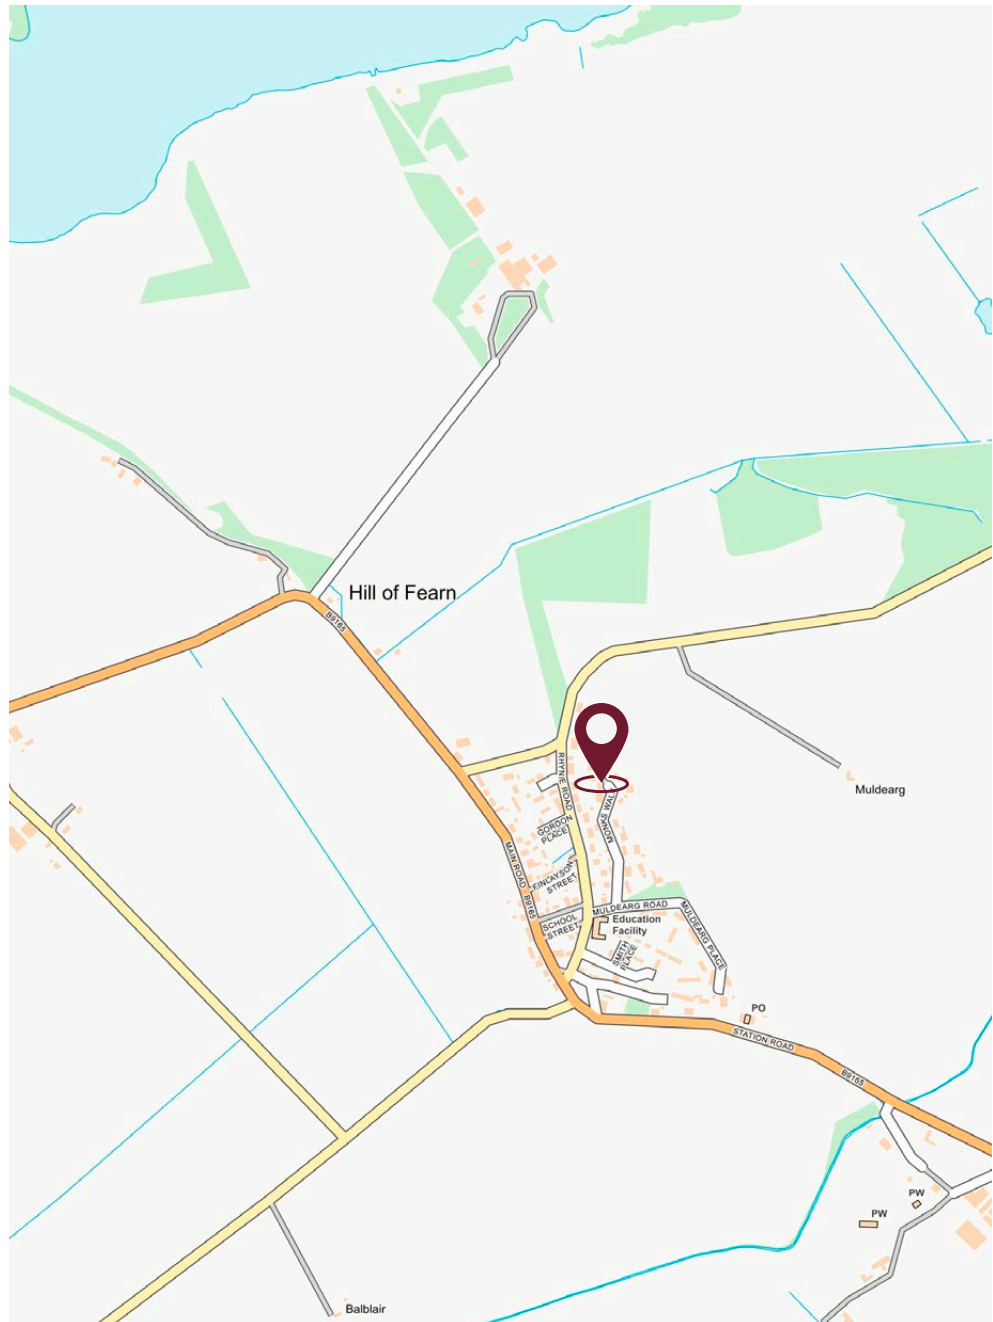 Hill of Fearn
B9165
RHYNIE ROAD
MONKS WALK
Muldearg
GORDON
PLACE
MAIN ROAD
B9165
FINLAYSON
STREET
MULDEARG ROAD
MULDEARG PLACE
SCHOOL
STREET
Education
Facility
SMITH
PLACE
PO
STATION ROAD
B9165
PW
PW
Balblair